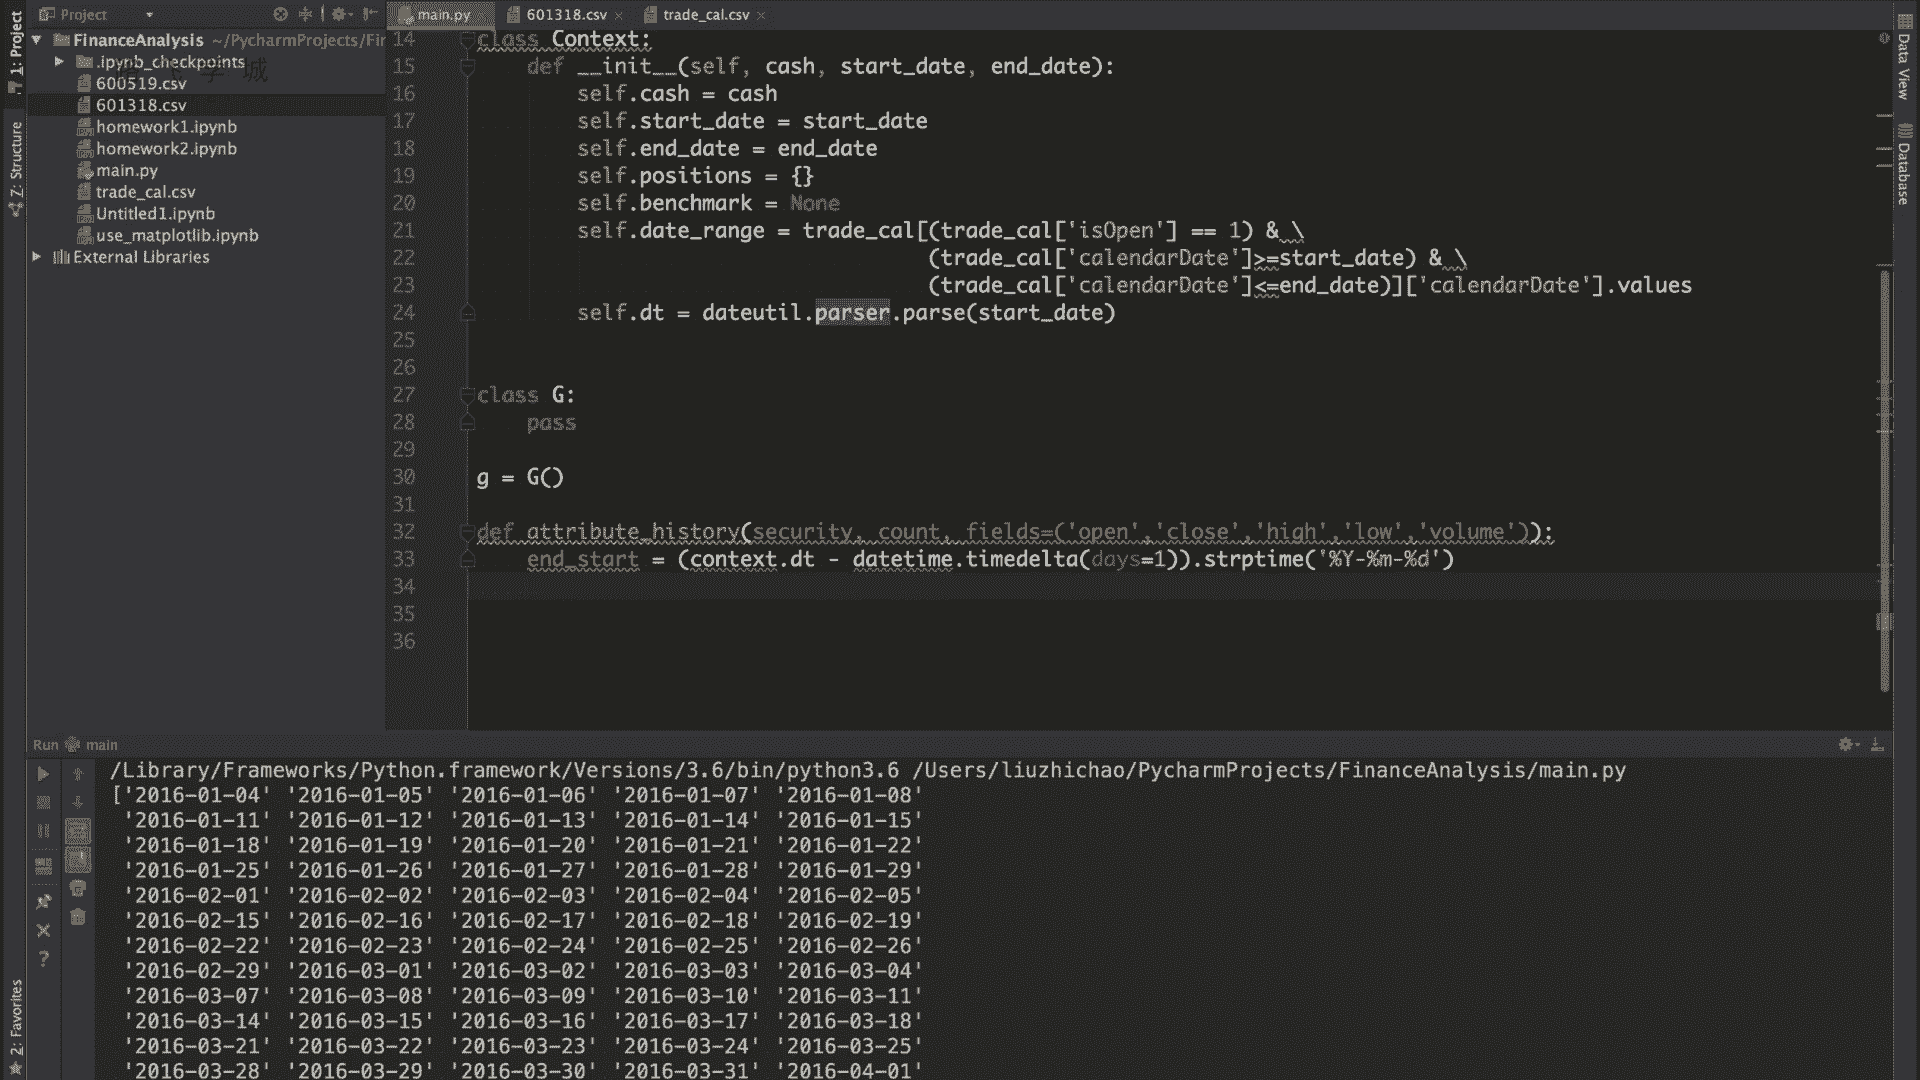 1: Project
Z: Structure
2: Favorites
Project
FinanceAnalysis ~/PycharmProjects/Fir
.ipynb_checkpoints
600519.csv
601318.csv
homework1.ipynb
homework2.ipynb
main.py
trade_cal.csv
Untitled1.ipynb
use_matplotlib.ipynb
External Libraries
main.py
601318.csv
trade_cal.csv
14 class Context:
15 def __init__(self, cash, start_date, end_date):
16 self.cash = cash
17 self.start_date = start_date
18 self.end_date = end_date
19 self.positions = {}
20 self.benchmark = None
21 self.date_range = trade_cal[(trade_cal['isOpen'] == 1) & \
22 (trade_cal['calendarDate']>=start_date) & \
23 (trade_cal['calendarDate']<=end_date)]['calendarDate'].values
24 self.dt = dateutil.parser.parse(start_date)
25
26
27 class G:
28 pass
29
30 g = G()
31
32 def attribute_history(security, count, fields=('open','close','high','low','volume')):
33 end_start = (context.dt - datetime.timedelta(days=1)).strptime('%Y-%m-%d')
34
35
36
Data View
Database
Run main
/Library/Frameworks/Python.framework/Versions/3.6/bin/python3.6 /Users/liuzhichao/PycharmProjects/FinanceAnalysis/main.py
['2016-01-04' '2016-01-05' '2016-01-06' '2016-01-07' '2016-01-08'
'2016-01-11' '2016-01-12' '2016-01-13' '2016-01-14' '2016-01-15'
'2016-01-18' '2016-01-19' '2016-01-20' '2016-01-21' '2016-01-22'
'2016-01-25' '2016-01-26' '2016-01-27' '2016-01-28' '2016-01-29'
'2016-02-01' '2016-02-02' '2016-02-03' '2016-02-04' '2016-02-05'
'2016-02-15' '2016-02-16' '2016-02-17' '2016-02-18' '2016-02-19'
'2016-02-22' '2016-02-23' '2016-02-24' '2016-02-25' '2016-02-26'
'2016-02-29' '2016-03-01' '2016-03-02' '2016-03-03' '2016-03-04'
'2016-03-07' '2016-03-08' '2016-03-09' '2016-03-10' '2016-03-11'
'2016-03-14' '2016-03-15' '2016-03-16' '2016-03-17' '2016-03-18'
'2016-03-21' '2016-03-22' '2016-03-23' '2016-03-24' '2016-03-25'
'2016-03-28' '2016-03-29' '2016-03-30' '2016-03-31' '2016-04-01'